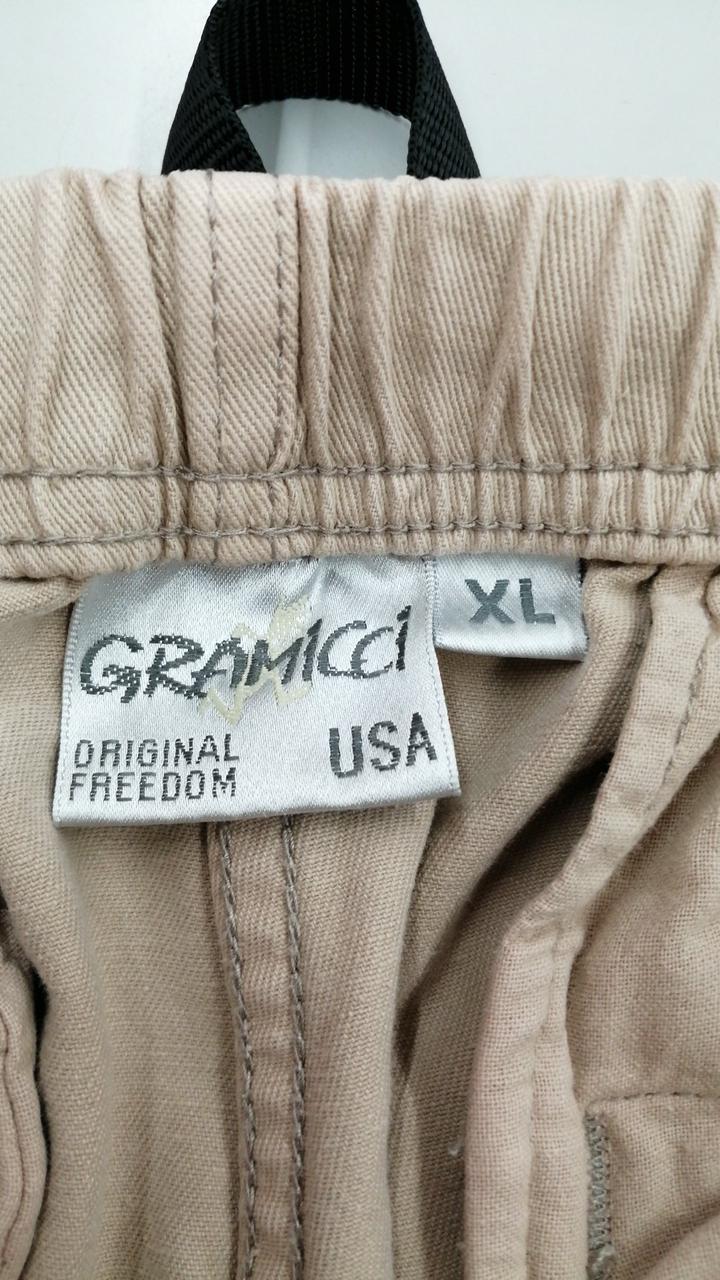 GRAMICCI
XL
ORIGINAL
FREEDOM
USA